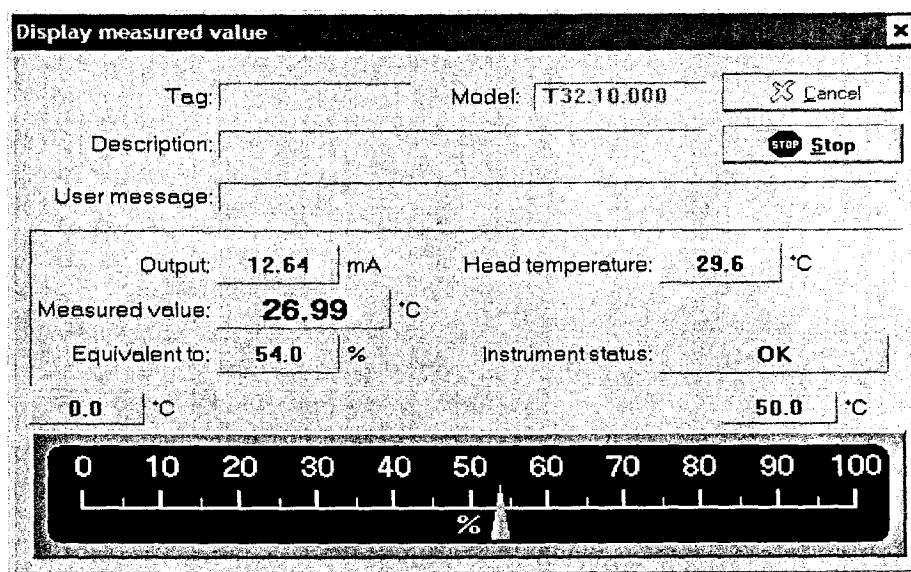 Display measured value
Tag: Model: T32.10.000 Cancel
Description: STOP Stop
User message:
Output: 12.64 mA Head temperature: 29.6 °C
Measured value: 26.99 °C
Equivalent to: 54.0 % Instrument status: OK
0.0 °C 50.0 °C
0 10 20 30 40 50 60 70 80 90 100
%